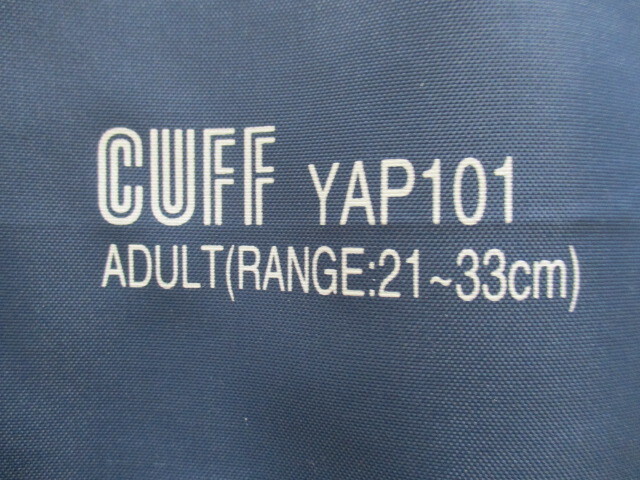 CUFF YAP101
ADULT(RANGE:21~33cm)